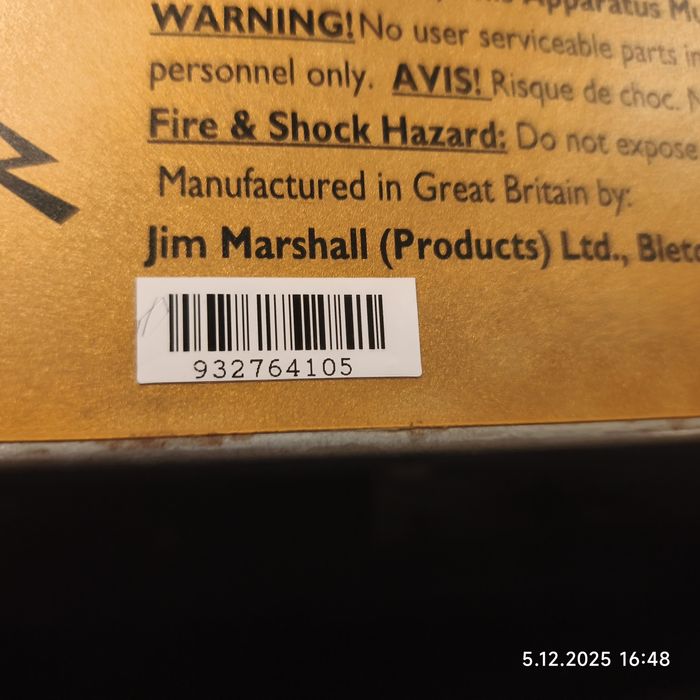 Apparatus
WARNING! No user serviceable parts
personnel only. AVIS! Risque de choc.
Fire & Shock Hazard: Do not expose
Manufactured in Great Britain by:
Jim Marshall (Products) Ltd.,
932764105
5.12.2025 16:48